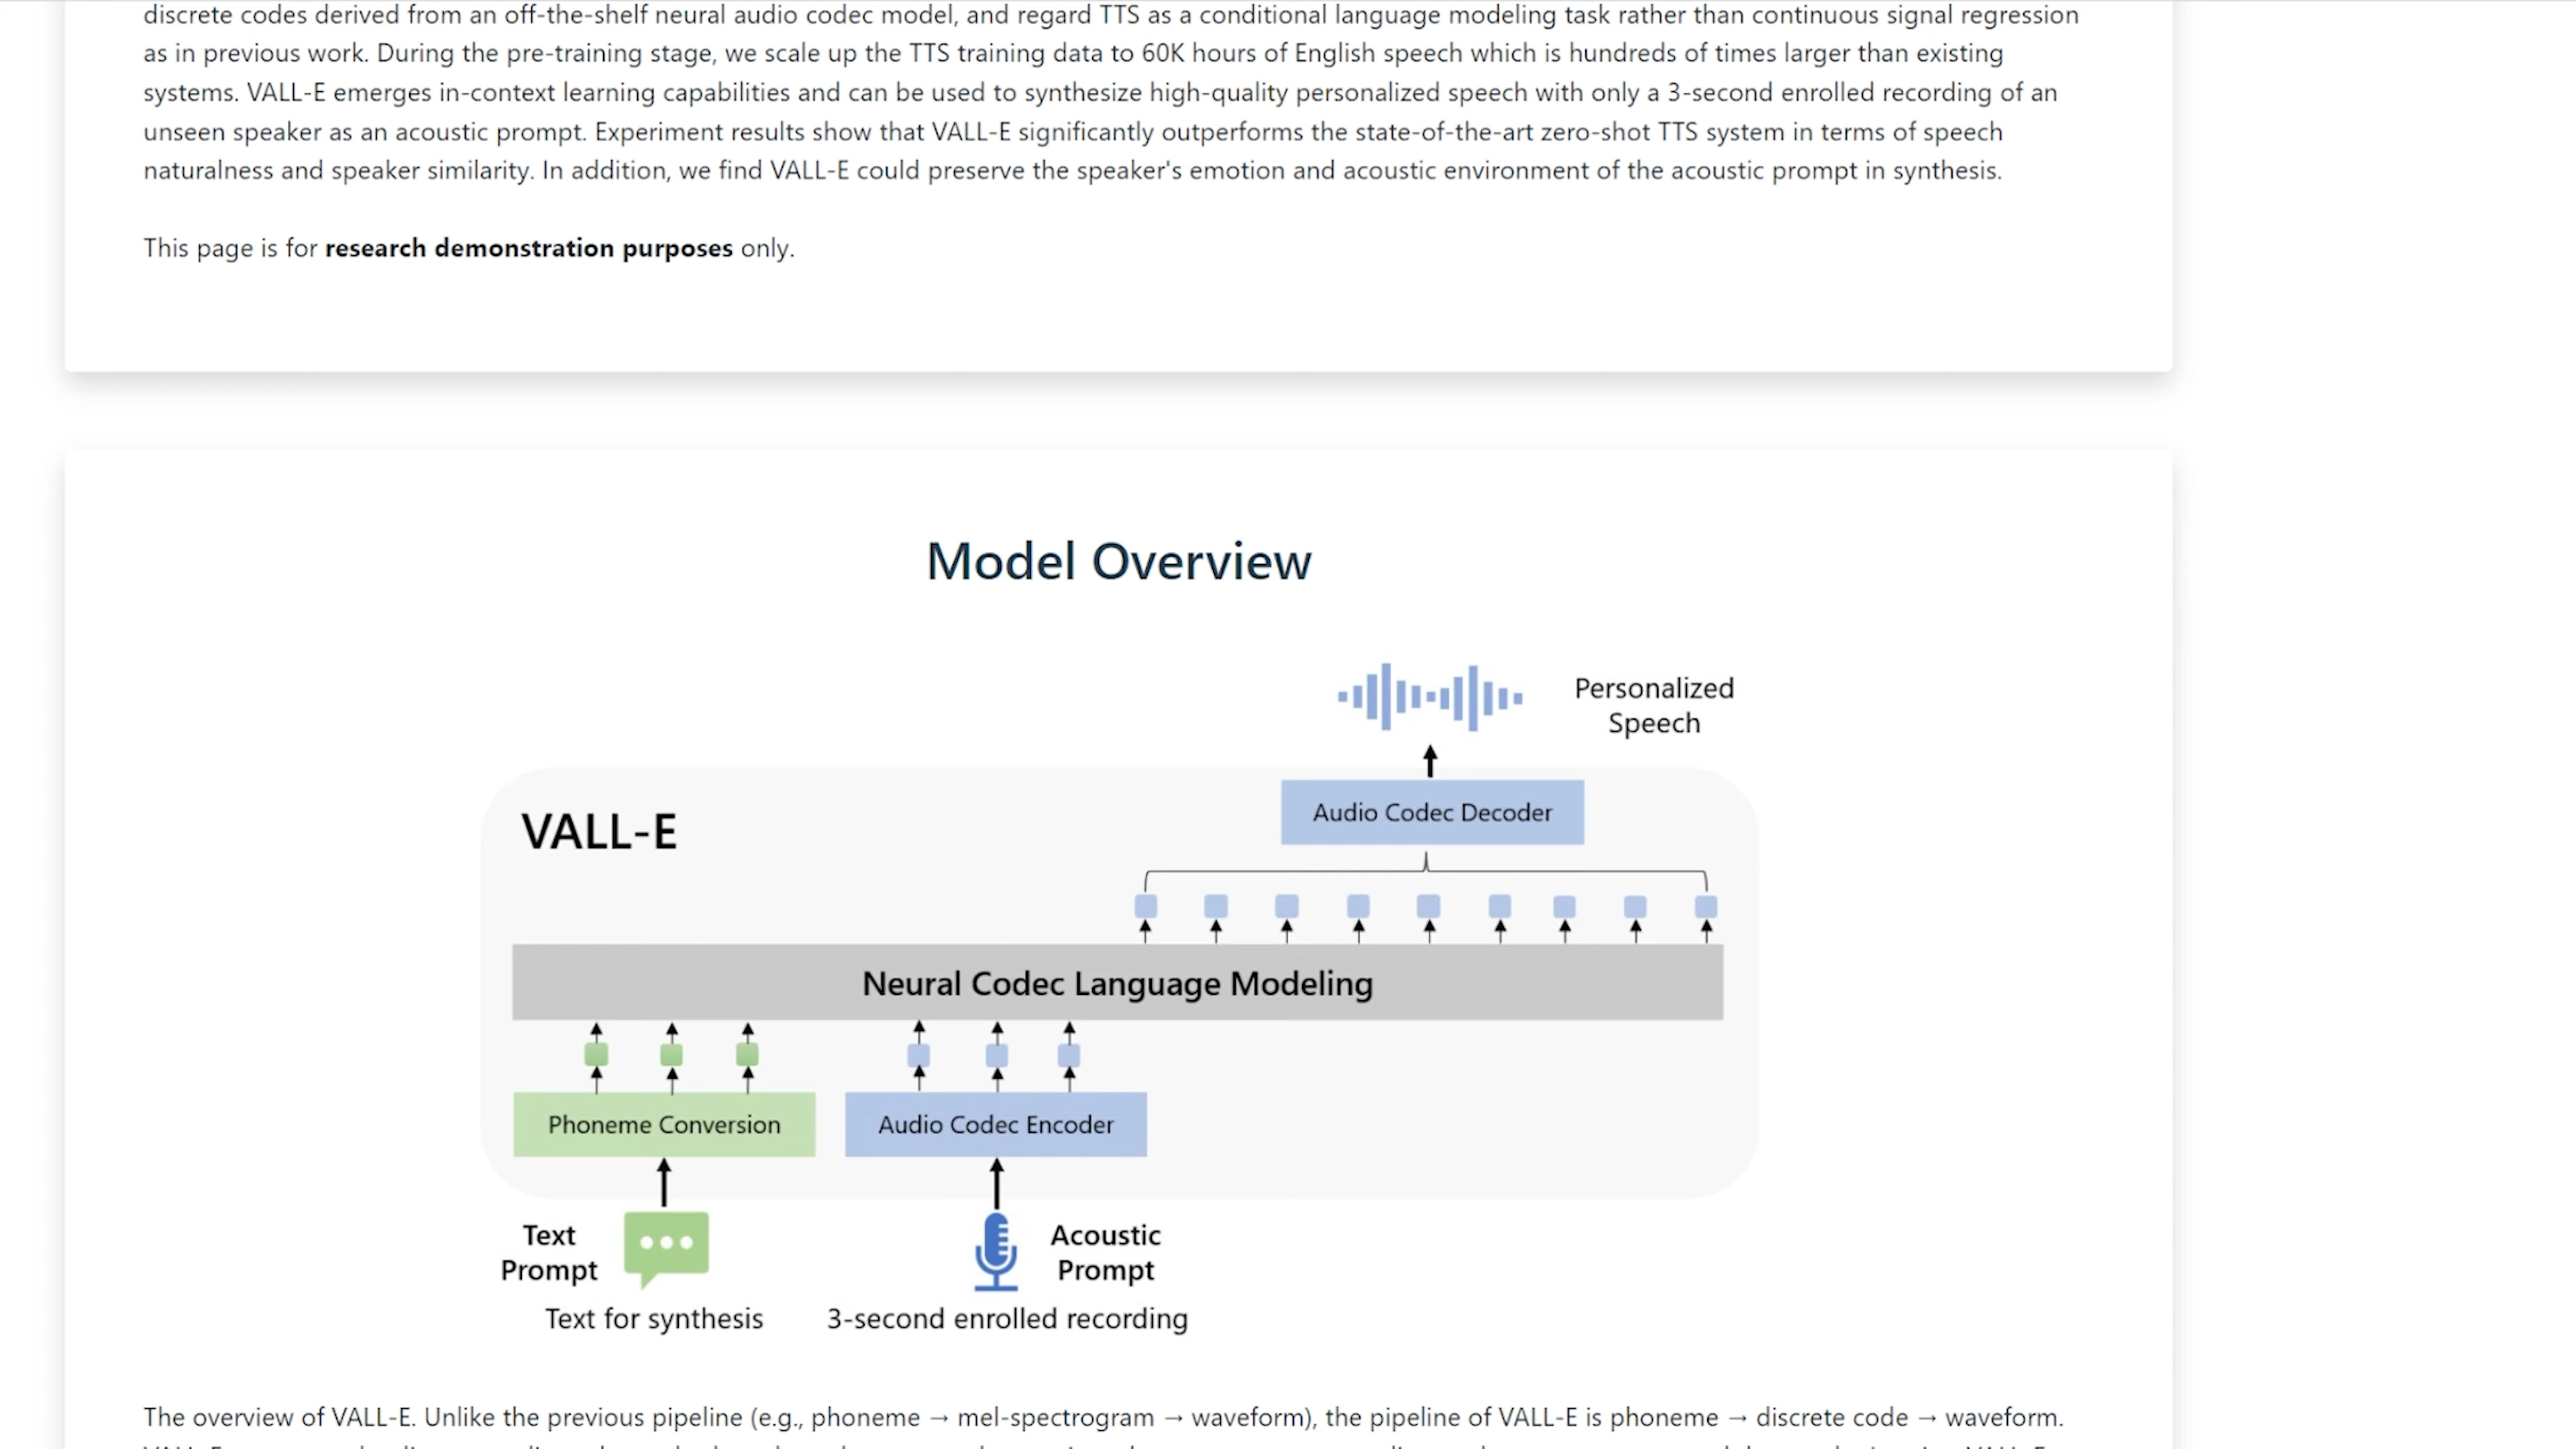 discrete codes derived from an off-the-shelf neural audio codec model, and regard TTS as a conditional language modeling task rather than continuous signal regression
as in previous work. During the pre-training stage, we scale up the TTS training data to 60K hours of English speech which is hundreds of times larger than existing
systems. VALL-E emerges in-context learning capabilities and can be used to synthesize high-quality personalized speech with only a 3-second enrolled recording of an
unseen speaker as an acoustic prompt. Experiment results show that VALL-E significantly outperforms the state-of-the-art zero-shot TTS system in terms of speech
naturalness and speaker similarity. In addition, we find VALL-E could preserve the speaker's emotion and acoustic environment of the acoustic prompt in synthesis.
This page is for research demonstration purposes only.
Model Overview
Personalized
Speech
Audio Codec Decoder
VALL-E
Neural Codec Language Modeling
Phoneme Conversion
Audio Codec Encoder
Text
Prompt
Acoustic
Prompt
Text for synthesis
3-second enrolled recording
The overview of VALL-E. Unlike the previous pipeline (e.g., phoneme → mel-spectrogram → waveform), the pipeline of VALL-E is phoneme → discrete code → waveform.